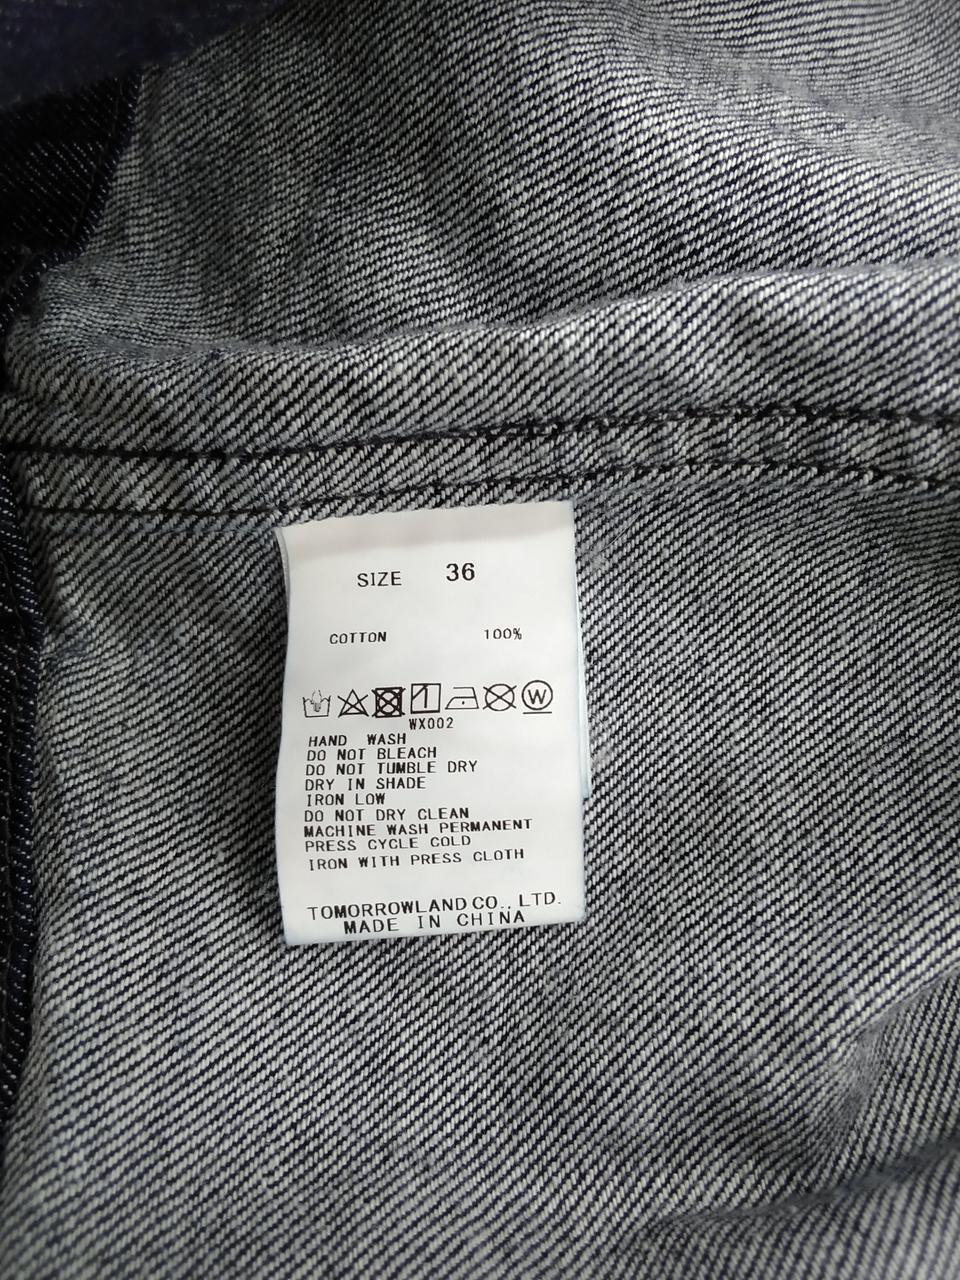 SIZE 36
COTTON 100%
W
WX002
HAND WASH
DO NOT BLEACH
DO NOT TUMBLE DRY
DRY IN SHADE
IRON LOW
DO NOT DRY CLEAN
MACHINE WASH PERMANENT
PRESS CYCLE COLD
IRON WITH PRESS CLOTH
TOMORROWLAND CO., LTD.
MADE IN CHINA